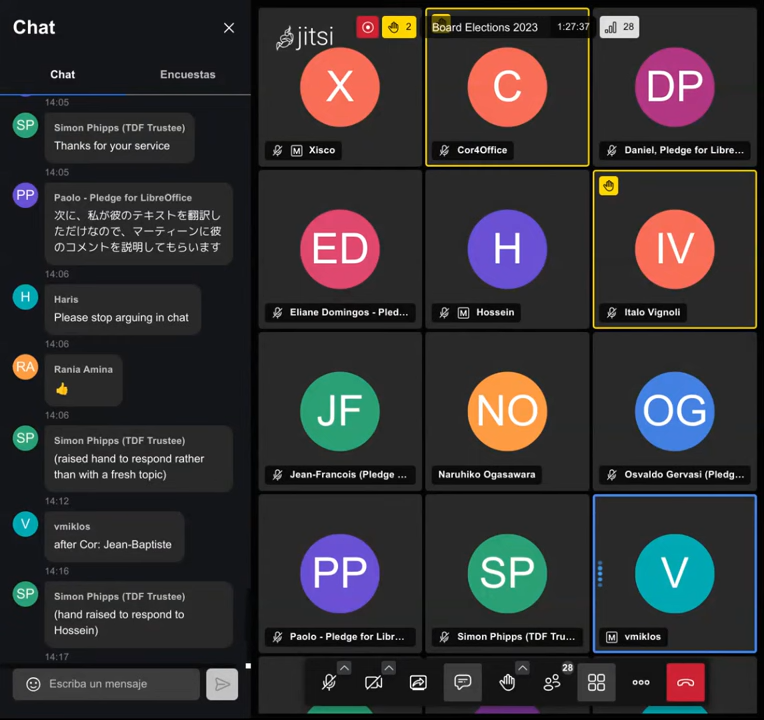 Chat
Chat
Encuestas
14:05
SP
Simon Phipps (TDF Trustee)
Thanks for your service
14:05
PP
Paolo - Pledge for LibreOffice
次に、私が彼のテキストを翻訳し
ただけなので、マーティーンに彼
のコメントを説明してもらいます
14:06
H
Haris
Please stop arguing in chat
14:06
RA
Rania Amina
👍
14:06
SP
Simon Phipps (TDF Trustee)
(raised hand to respond rather
than with a fresh topic)
14:12
V
vmiklos
after Cor: Jean-Baptiste
14:16
SP
Simon Phipps (TDF Trustee)
(hand raised to respond to
Hossein)
14:17
Escriba un mensaje
jitsi
2
Board Elections 2023
1:27:37
28
X
M Xisco
C
Cor4Office
DP
Daniel, Pledge for Libre...
ED
Eliane Domingos - Pled...
H
M Hossein
IV
Italo Vignoli
JF
Jean-Francois (Pledge ...
NO
Naruhiko Ogasawara
OG
Osvaldo Gervasi (Pledg...
PP
Paolo - Pledge for Libr...
SP
Simon Phipps (TDF Tru...
V
M vmiklos
28